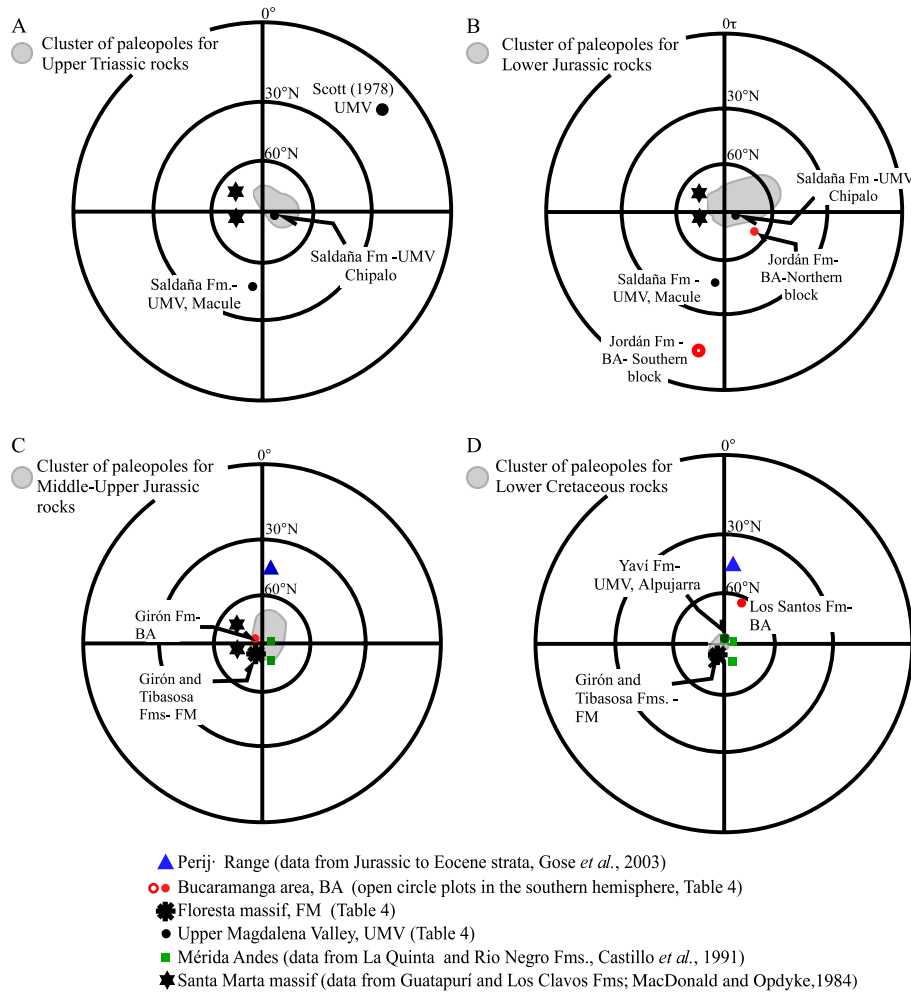 A
Cluster of paleopoles for
Upper Triassic rocks
0°
30°N
60°N
Scott (1978)
UMV
Saldaña Fm -UMV
Chipalo
Saldaña Fm.-
UMV, Macule
B
Cluster of paleopoles for
Lower Jurassic rocks
0τ
30°N
60°N
Saldaña Fm -UMV
Chipalo
Jordán Fm-
BA-Northern
block
Saldaña Fm -
UMV, Macule
Jordán Fm -
BA- Southern
block
C
Cluster of paleopoles for
Middle-Upper Jurassic
rocks
0°
30°N
60°N
Girón Fm-
BA
Girón and
Tibasosa
Fms- FM
D
Cluster of paleopoles for
Lower Cretaceous rocks
0°
30°N
60°N
Yaví Fm-
UMV, Alpujarra
Los Santos Fm-
BA
Girón and
Tibasosa Fms. -
FM
Perij· Range (data from Jurassic to Eocene strata, Gose et al., 2003)
Bucaramanga area, BA (open circle plots in the southern hemisphere, Table 4)
Floresta massif, FM (Table 4)
Upper Magdalena Valley, UMV (Table 4)
Mérida Andes (data from La Quinta and Rio Negro Fms., Castillo et al., 1991)
Santa Marta massif (data from Guatapurí and Los Clavos Fms; MacDonald and Opdyke,1984)